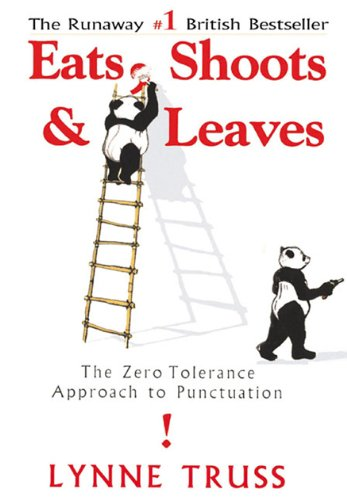 The Runaway #1 British Bestseller
Eats Shoots
& Leaves
The Zero Tolerance
Approach to Punctuation
!
LYNNE TRUSS